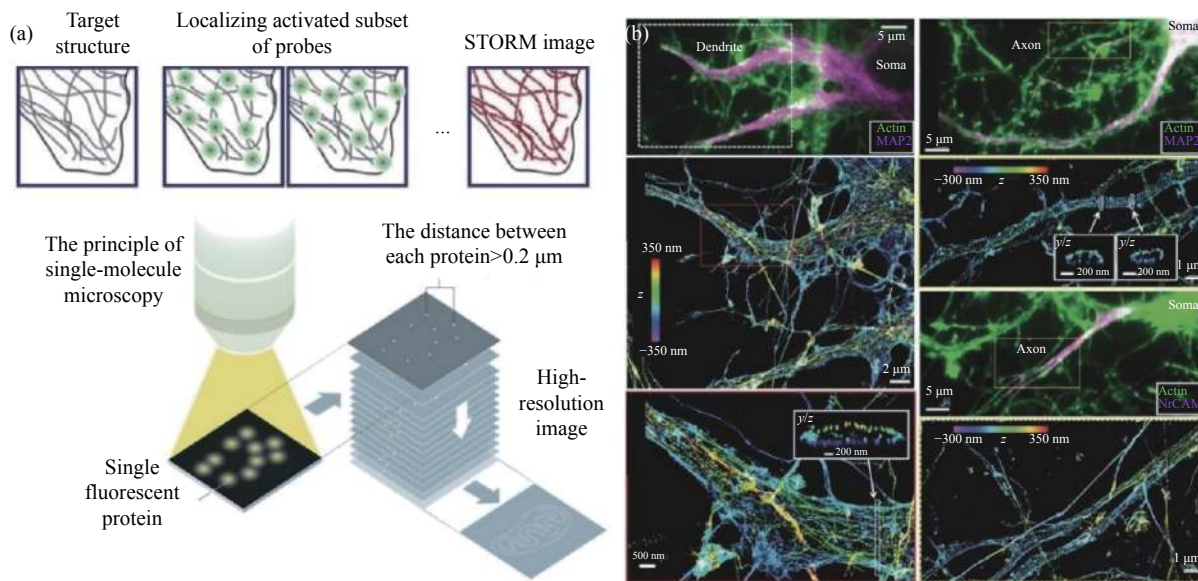 (a)
Target
structure
Localizing activated subset
of probes
STORM image
...
The principle of
single-molecule
microscopy
The distance between
each protein>0.2 μm
High-
resolution
image
Single
fluorescent
protein
(b)
5 μm
Dendrite
Soma
Actin
MAP2
350 nm
z
−350 nm
2 μm
y/z
200 nm
500 nm
Soma
Axon
5 μm
Actin
MAP2
−300 nm z 350 nm
y/z
200 nm
y/z
200 nm
1 μm
Soma
Axon
5 μm
Actin
NrCAM
−300 nm z 350 nm
1 μm